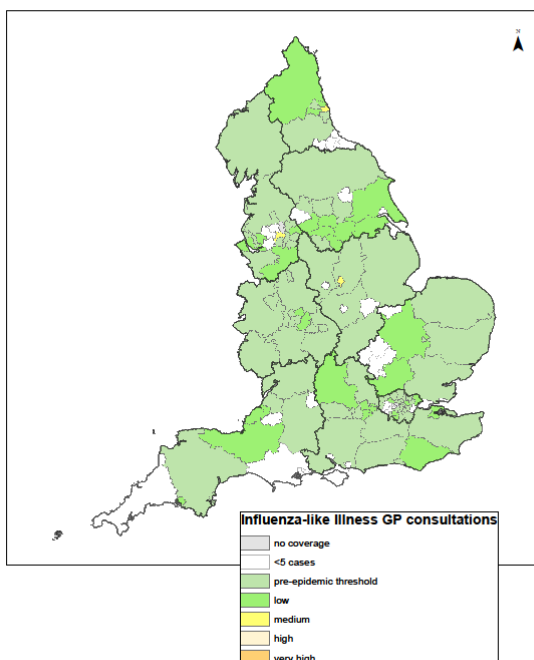 Influenza-like Illness GP consultations
no coverage
<5 cases
pre-epidemic threshold
low
medium
high
very high